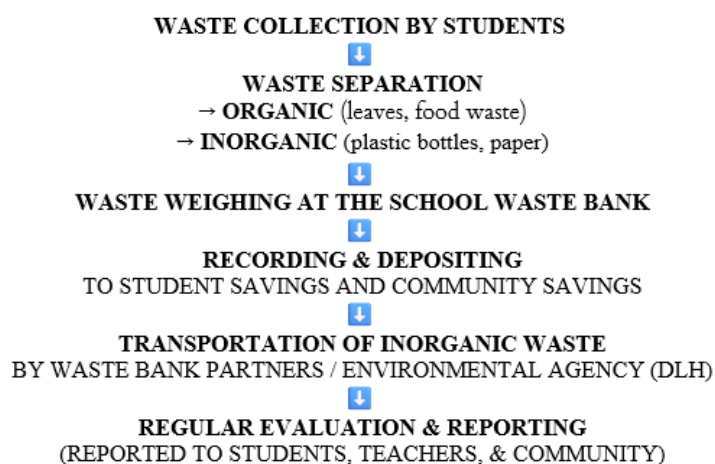 WASTE COLLECTION BY STUDENTS
⬇️
WASTE SEPARATION
→ ORGANIC (leaves, food waste)
→ INORGANIC (plastic bottles, paper)
⬇️
WASTE WEIGHING AT THE SCHOOL WASTE BANK
⬇️
RECORDING & DEPOSITING
TO STUDENT SAVINGS AND COMMUNITY SAVINGS
⬇️
TRANSPORTATION OF INORGANIC WASTE
BY WASTE BANK PARTNERS / ENVIRONMENTAL AGENCY (DLH)
⬇️
REGULAR EVALUATION & REPORTING
(REPORTED TO STUDENTS, TEACHERS, & COMMUNITY)